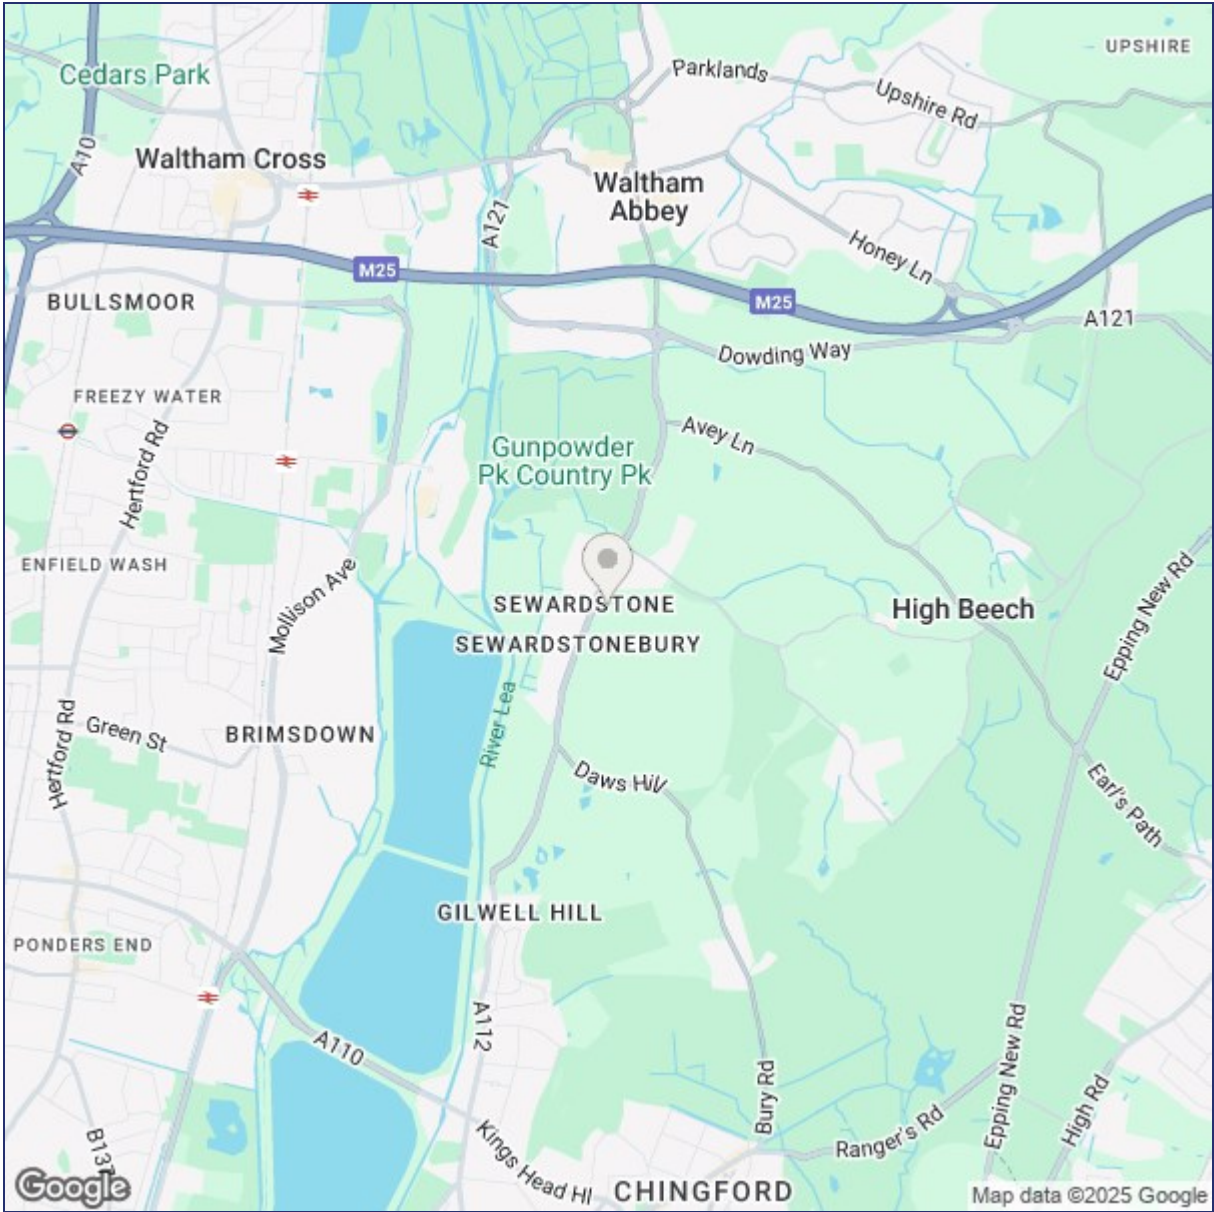 UPSHIRE
Cedars Park
Parklands
Upshire Rd
A10
Waltham Cross
Waltham
Abbey
A121
Honey Ln
M25
M25
BULLSMOOR
A121
Dowding Way
FREEZY WATER
Hertford Rd
Avey Ln
Gunpowder
Pk Country Pk
ENFIELD WASH
Mollison Ave
Epping New Rd
SEWARDSTONE
High Beech
SEWARDSTONEBURY
River Lea
Hertford Rd
Green St
BRIMSDOWN
Daws Hill
Earl's Path
GILWELL HILL
PONDERS END
A112
A110
Epping New Rd
Bury Rd
High Rd
Ranger's Rd
B137
Kings Head Hl
CHINGFORD
Google
Map data ©2025 Google